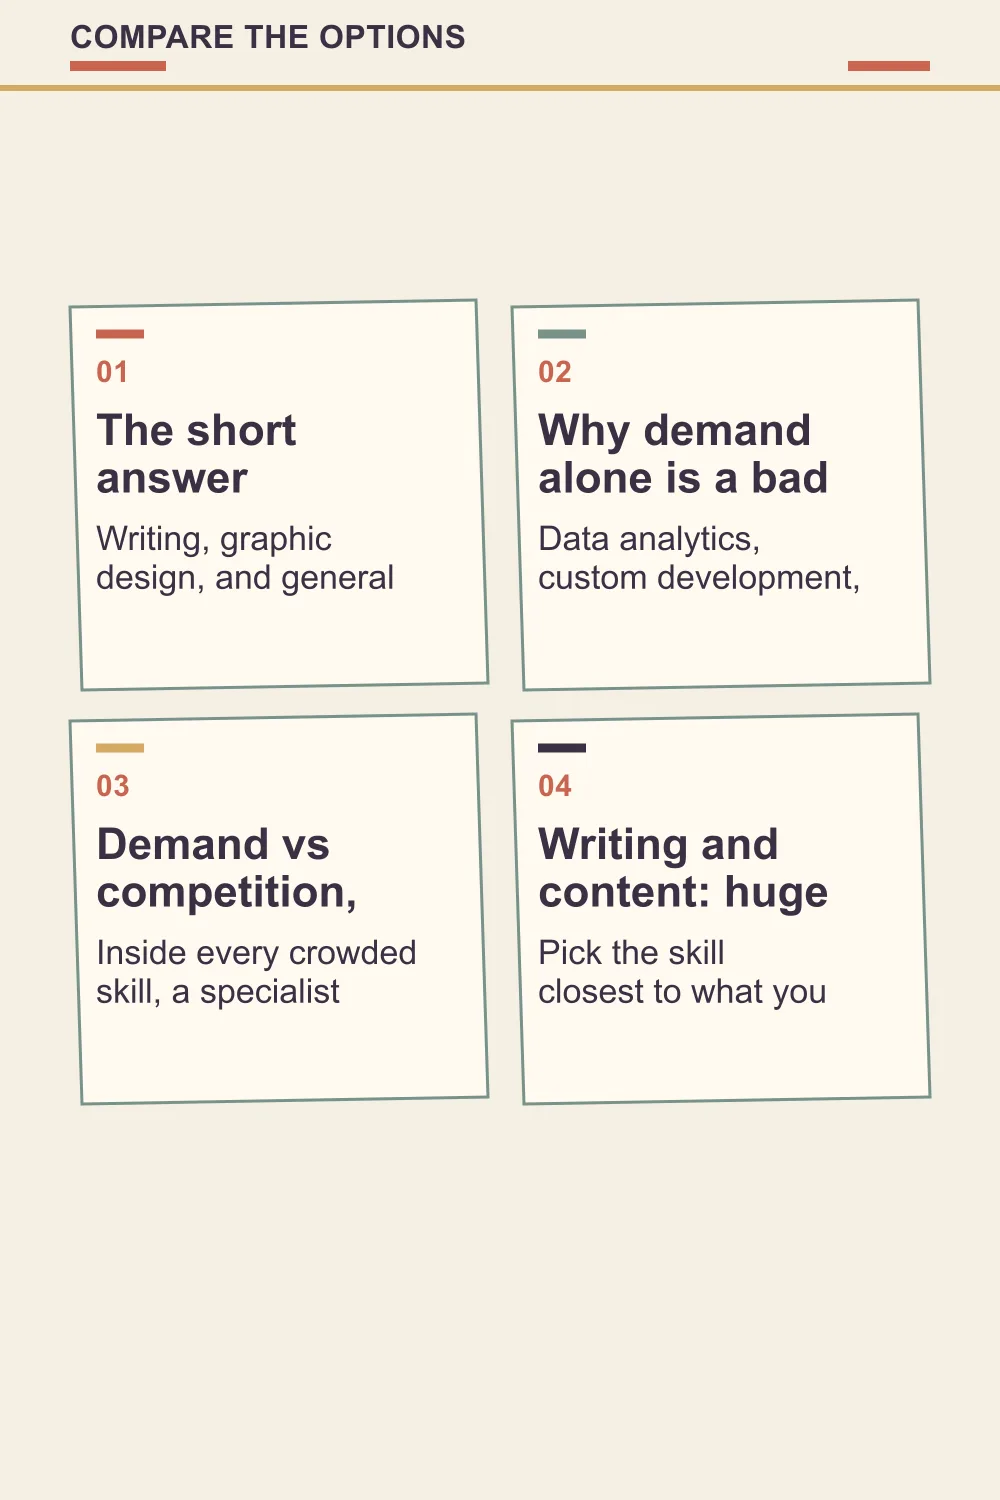 COMPARE THE OPTIONS
01
The short
answer
Writing, graphic
design, and general
02
Why demand
alone is a bad
Data analytics,
custom development,
03
Demand vs
competition,
Inside every crowded
skill, a specialist
04
Writing and
content: huge
Pick the skill
closest to what you